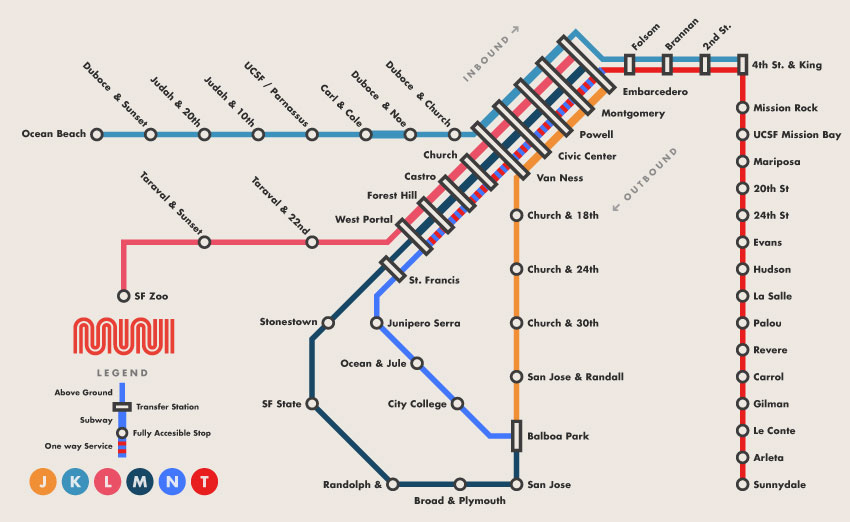 INBOUND →
Folsom
Brannan
2nd St.
4th St. & King
Duboce & Sunset
Judah & 20th
Judah & 10th
UCSF / Parnassus
Carl & Cole
Duboce & Noe
Duboce & Church
Ocean Beach
Embarcedero
Montgomery
Powell
Civic Center
Van Ness
← OUTBOUND
Church
Castro
Forest Hill
West Portal
Taraval & Sunset
Taraval & 22nd
SF Zoo
St. Francis
Stonestown
Junipero Serra
Ocean & Jule
SF State
City College
Randolph &
Broad & Plymouth
San Jose
Balboa Park
Church & 18th
Church & 24th
Church & 30th
San Jose & Randall
Mission Rock
UCSF Mission Bay
Mariposa
20th St
24th St
Evans
Hudson
La Salle
Palou
Revere
Carrol
Gilman
Le Conte
Arleta
Sunnydale
muni
LEGEND
Above Ground
Transfer Station
Subway
Fully Accesible Stop
One way Service
J K L M N T